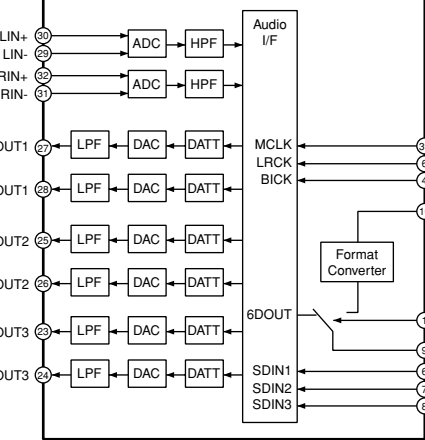 Audio
I/F
LIN+ 30 ADC HPF
LIN- 29
RIN+ 32 ADC HPF
RIN- 31
OUT1 27 LPF DAC DATT MCLK
LRCK
OUT1 28 LPF DAC DATT BICK
OUT2 25 LPF DAC DATT
Format
Converter
OUT2 26 LPF DAC DATT
6DOUT
OUT3 23 LPF DAC DATT
OUT3 24 LPF DAC DATT SDIN1
SDIN2
SDIN3